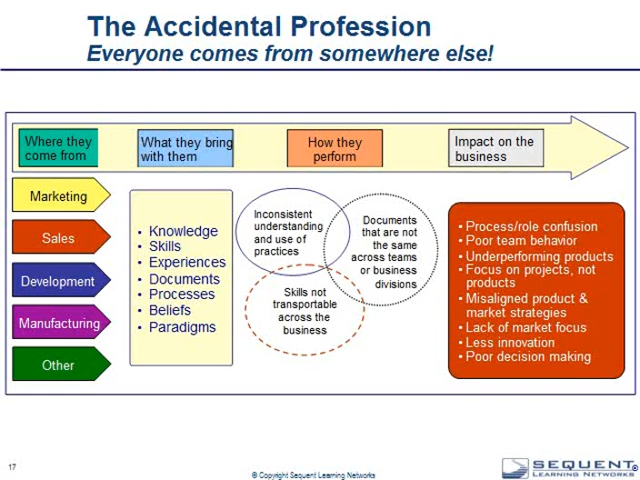 The Accidental Profession
Everyone comes from somewhere else!
Where they
come from
What they bring
with them
How they
perform
Impact on the
business
Marketing
Sales
Development
Manufacturing
Other
• Knowledge
• Skills
• Experiences
• Documents
• Processes
• Beliefs
• Paradigms
Inconsistent
understanding
and use of
practices
Documents
that are not
the same
across teams
or business
divisions
Skills not
transportable
across the
business
• Process/role confusion
• Poor team behavior
• Underperforming products
• Focus on projects, not
products
• Misaligned product &
market strategies
• Lack of market focus
• Less innovation
• Poor decision making
17
© Copyright Sequent Learning Networks
SEQUENT®
LEARNING NETWORKS